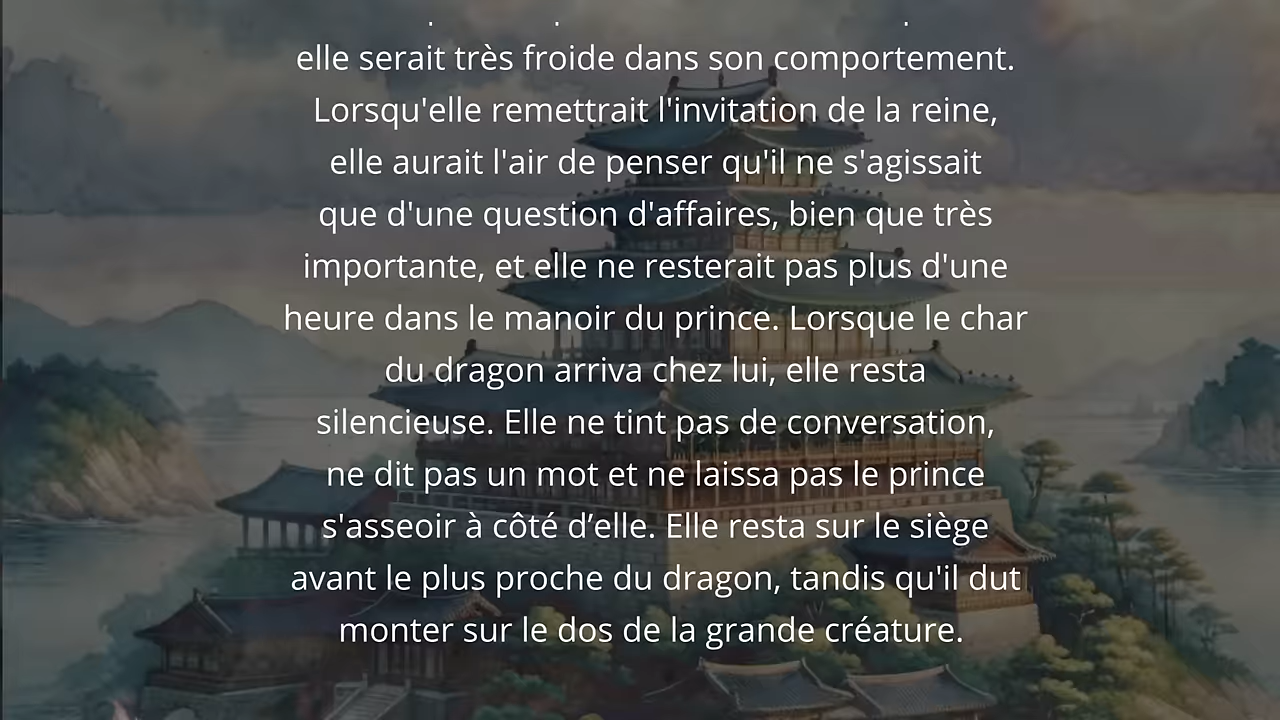 elle serait très froide dans son comportement.
Lorsqu'elle remettrait l'invitation de la reine,
elle aurait l'air de penser qu'il ne s'agissait
que d'une question d'affaires, bien que très
importante, et elle ne resterait pas plus d'une
heure dans le manoir du prince. Lorsque le char
du dragon arriva chez lui, elle resta
silencieuse. Elle ne tint pas de conversation,
ne dit pas un mot et ne laissa pas le prince
s'asseoir à côté d’elle. Elle resta sur le siège
avant le plus proche du dragon, tandis qu'il dut
monter sur le dos de la grande créature.